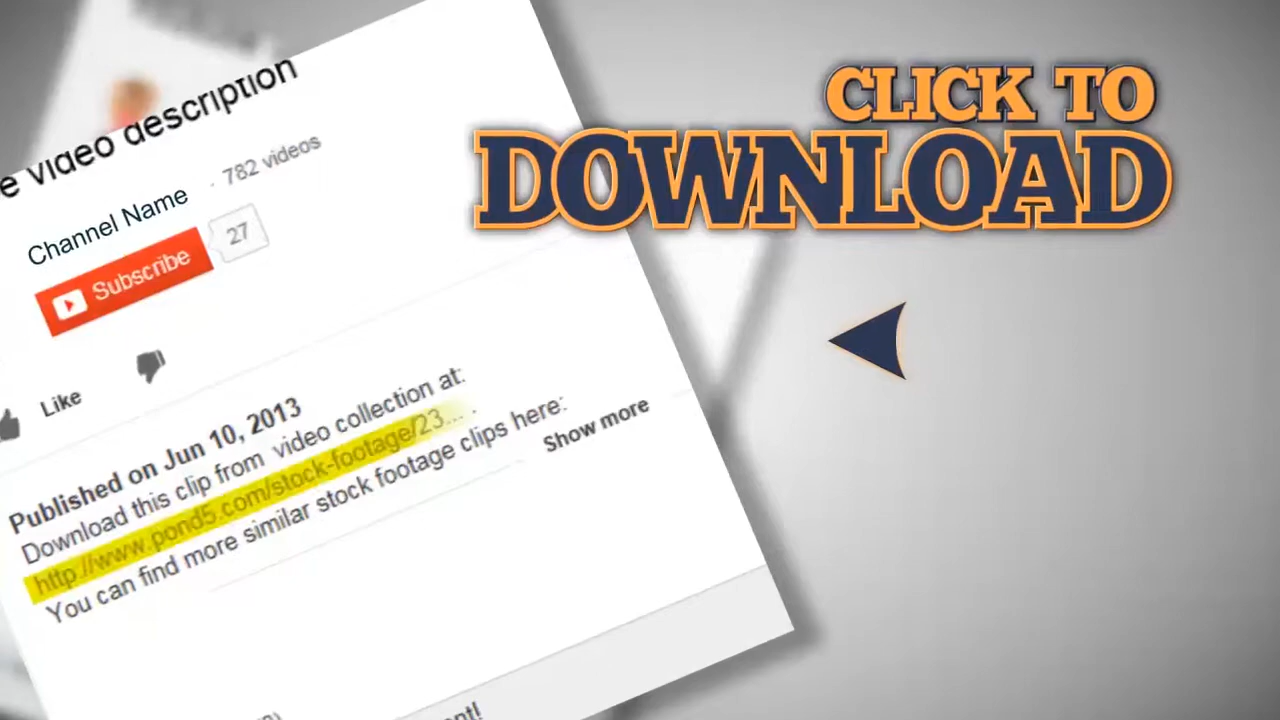 CLICK TO
DOWNLOAD
e video description
Channel Name · 782 videos
Subscribe 27
Like
Published on Jun 10, 2013
Download this clip from video collection at:
http://www.pond5.com/stock-footage/23... .
You can find more similar stock footage clips here:
Show more